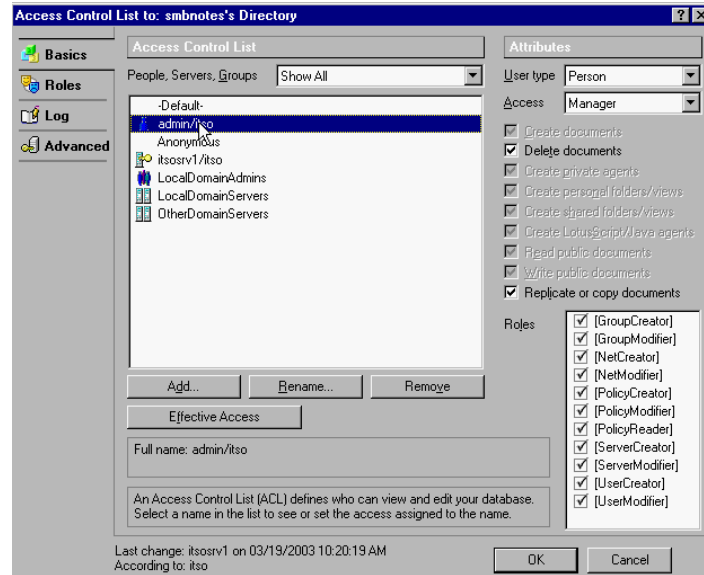 Access Control List to: smbnotes's Directory
Basics
Roles
Log
Advanced
Access Control List
People, Servers, Groups
Show All
-Default-
admin/itso
Anonymous
itsosrv1/itso
LocalDomainAdmins
LocalDomainServers
OtherDomainServers
Add...
Rename...
Remove
Effective Access
Full name: admin/itso
An Access Control List (ACL) defines who can view and edit your database.
Select a name in the list to see or set the access assigned to the name.
Attributes
User type
Person
Access
Manager
Create documents
Delete documents
Create private agents
Create personal folders/views
Create shared folders/views
Create LotusScript/Java agents
Read public documents
Write public documents
Replicate or copy documents
Roles
[GroupCreator]
[GroupModifier]
[NetCreator]
[NetModifier]
[PolicyCreator]
[PolicyModifier]
[PolicyReader]
[ServerCreator]
[ServerModifier]
[UserCreator]
[UserModifier]
Last change: itsosrv1 on 03/19/2003 10:20:19 AM
According to: itso
OK
Cancel